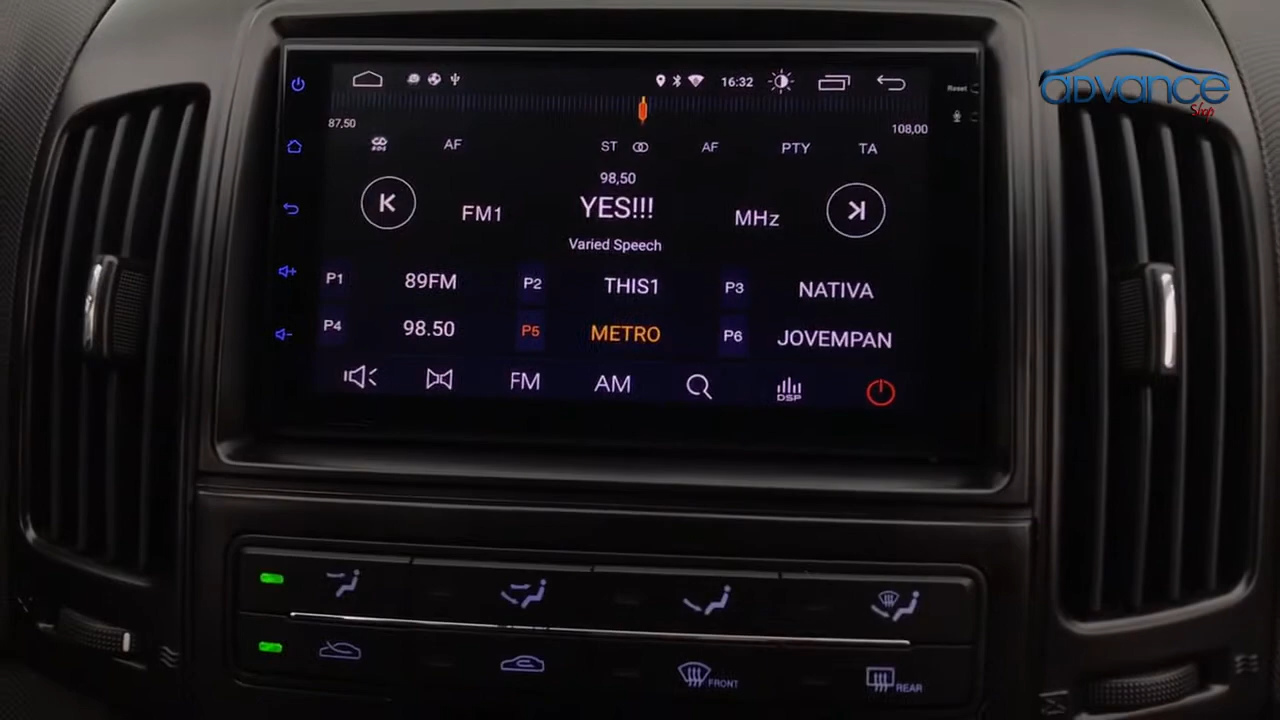 aDvance
Shop
16:32
Reset
87,50
108,00
AF
ST
AF
PTY
TA
98,50
FM1
YES!!!
MHz
Varied Speech
P1 89FM P2 THIS1 P3 NATIVA
P4 98.50 P5 METRO P6 JOVEMPAN
FM AM DSP
FRONT
REAR